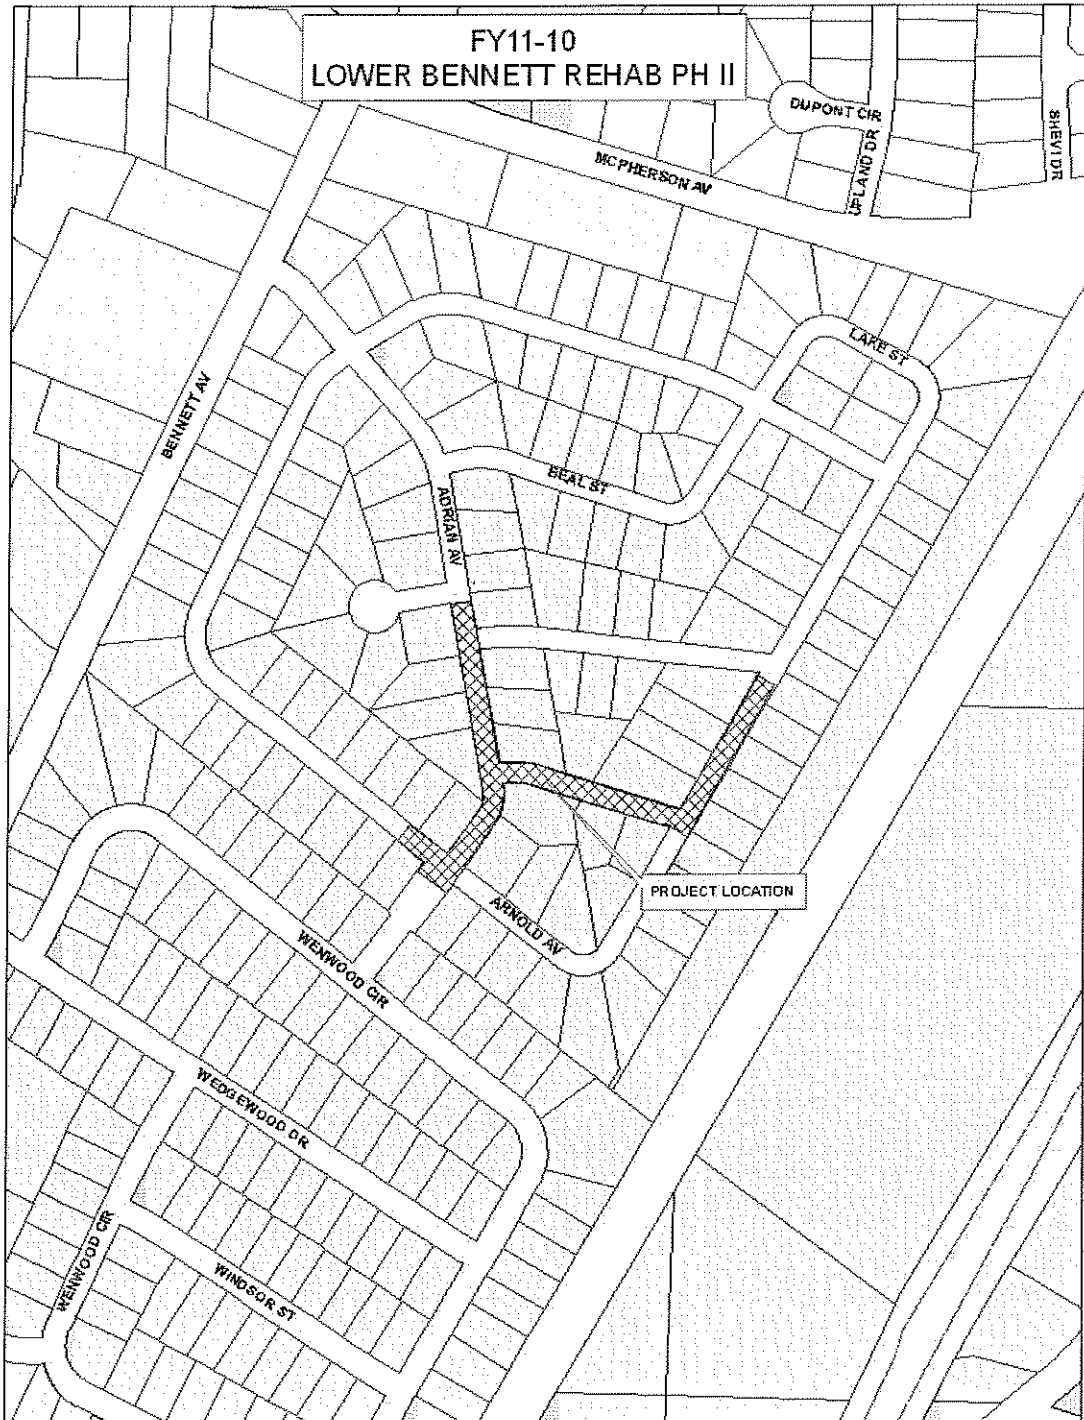 FY11-10
LOWER BENNETT REHAB PH II
DUPONT CIR
MCPHERSON AV
UPLAND DR
SHEVI DR
LAKE ST
BENNETT AV
BEAL ST
ADRIAN AV
PROJECT LOCATION
ARNOLD AV
WENWOOD CIR
WEDGEWOOD DR
WENWOOD CIR
WINDSOR ST